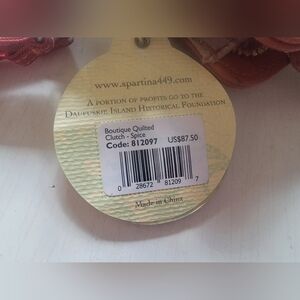 www.spartina449.com
A PORTION OF PROFITS GO TO THE
DAUFUSKIE ISLAND HISTORICAL FOUNDATION
Boutique Quilted
Clutch - Spice
Code: 812097 US$87.50
0 28672 81209 7
Made in China